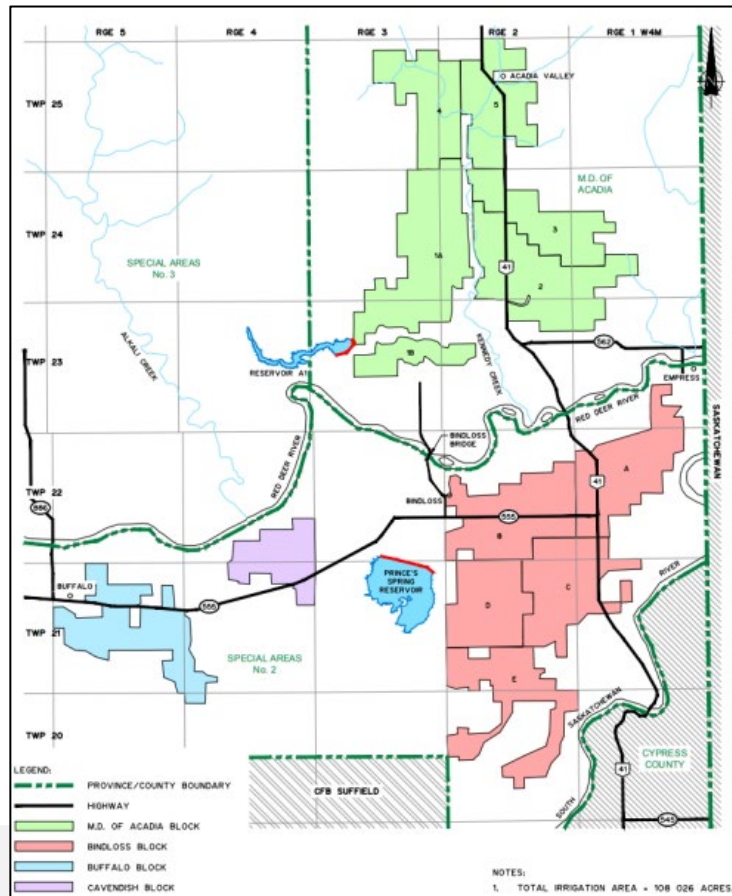 RGE 5
RGE 4
RGE 3
RGE 2
RGE 1 W4M
ACADIA VALLEY
TWP 25
4
5
M.D. OF
ACADIA
TWP 24
3
SPECIAL AREAS
No. 3
1A
2
41
ALKALI CREEK
KENNEDY CREEK
562
TWP 23
1B
RESERVOIR A1
EMPRESS
RED DEER RIVER
SASKATCHEWAN
RED DEER RIVER
BINDLOSS
BRIDGE
A
TWP 22
41
BINDLOSS
886
555
B
RIVER
PRINCE'S
SPRING
RESERVOIR
BUFFALO
C
D
555
TWP 21
SPECIAL AREAS
No. 2
E
SASKATCHEWAN
TWP 20
CYPRESS
COUNTY
LEGEND:
PROVINCE/COUNTY BOUNDARY
CFB SUFFIELD
41
HIGHWAY
SOUTH
545
M.D. OF ACADIA BLOCK
BINDLOSS BLOCK
BUFFALO BLOCK
NOTES:
CAVENDISH BLOCK
1. TOTAL IRRIGATION AREA = 108 026 ACRES.